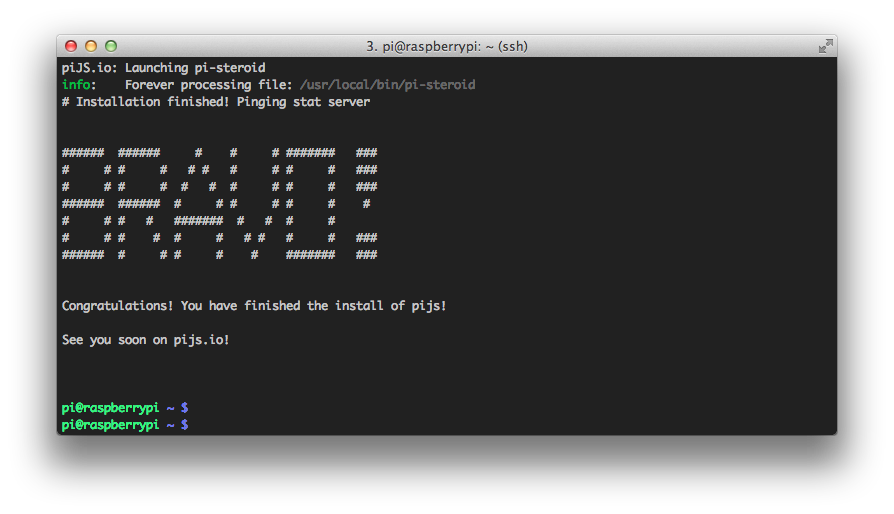 3. pi@raspberrypi: ~ (ssh)
piJS.io: Launching pi-steroid
info:    Forever processing file: /usr/local/bin/pi-steroid
# Installation finished! Pinging stat server
BRAVO!
Congratulations! You have finished the install of pijs!
See you soon on pijs.io!
pi@raspberrypi ~ $
pi@raspberrypi ~ $